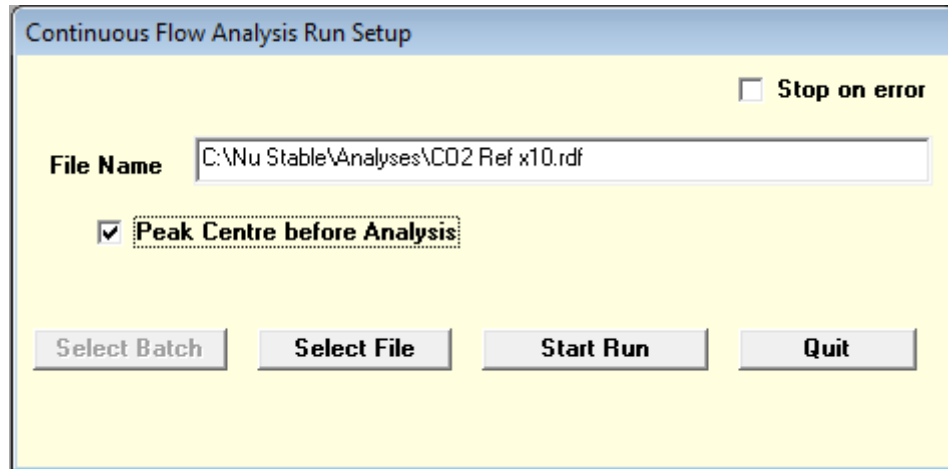 Continuous Flow Analysis Run Setup
Stop on error
File Name C:\Nu Stable\Analyses\CO2 Ref x10.rdf
Peak Centre before Analysis
Select Batch Select File Start Run Quit